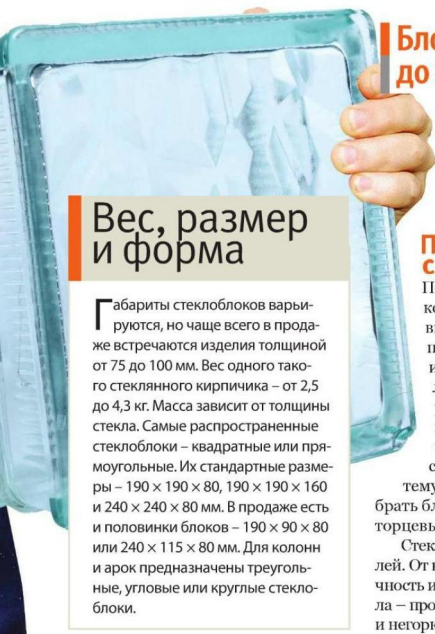 Вес, размер
и форма
Габариты стеклоблоков варьи-
руются, но чаще всего в прода-
же встречаются изделия толщиной
от 75 до 100 мм. Вес одного тако-
го стеклянного кирпичика – от 2,5
до 4,3 кг. Масса зависит от толщины
стекла. Самые распространенные
стеклоблоки – квадратные или пря-
моугольные. Их стандартные разме-
ры – 190 × 190 × 80, 190 × 190 × 160
и 240 × 240 × 80 мм. В продаже есть
и половинки блоков – 190 × 90 × 80
или 240 × 115 × 80 мм. Для колонн
и арок предназначены треуголь-
ные, угловые или круглые стекло-
блоки.
до
тему
брать
торцевы
Стек
лей. От
чность и
ла – про
и негорю